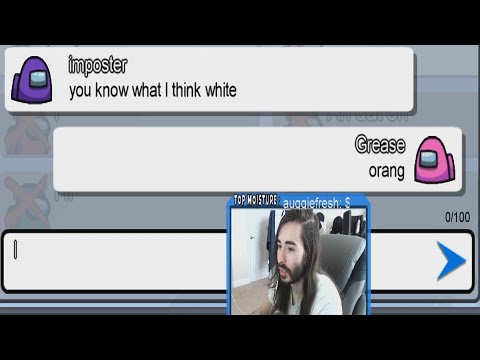 imposter
you know what I think white
Grease
orang
0/100
TOP MOISTURE
auggiefresh: S